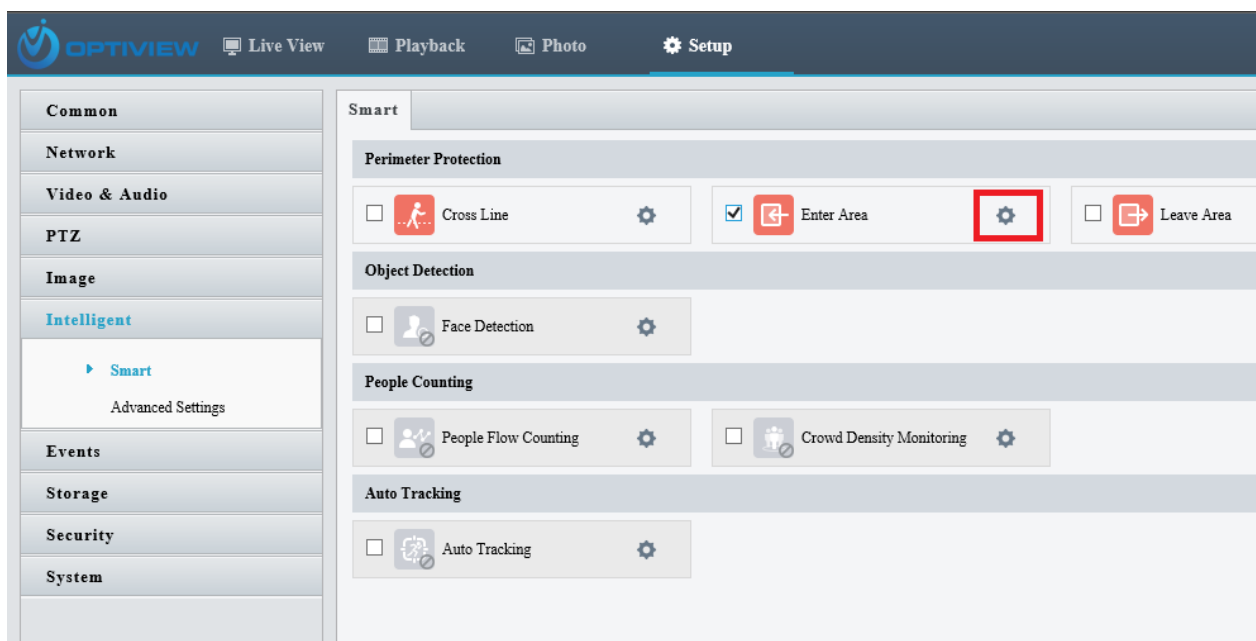 OPTIVIEW Live View Playback Photo Setup
Common
Network
Video & Audio
PTZ
Image
Intelligent
Smart
Advanced Settings
Events
Storage
Security
System
Smart
Perimeter Protection
Cross Line Enter Area Leave Area
Object Detection
Face Detection
People Counting
People Flow Counting Crowd Density Monitoring
Auto Tracking
Auto Tracking